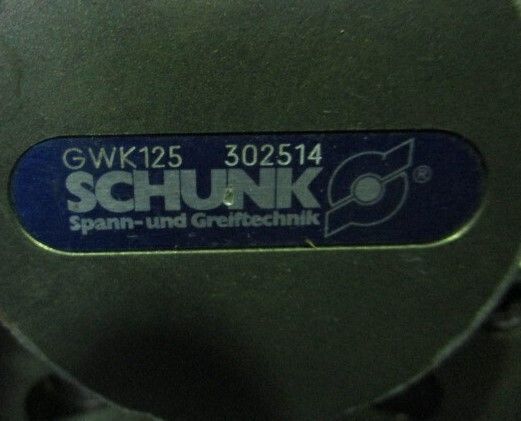 GWK125 302514
SCHUNK ®
Spann- und Greiftechnik